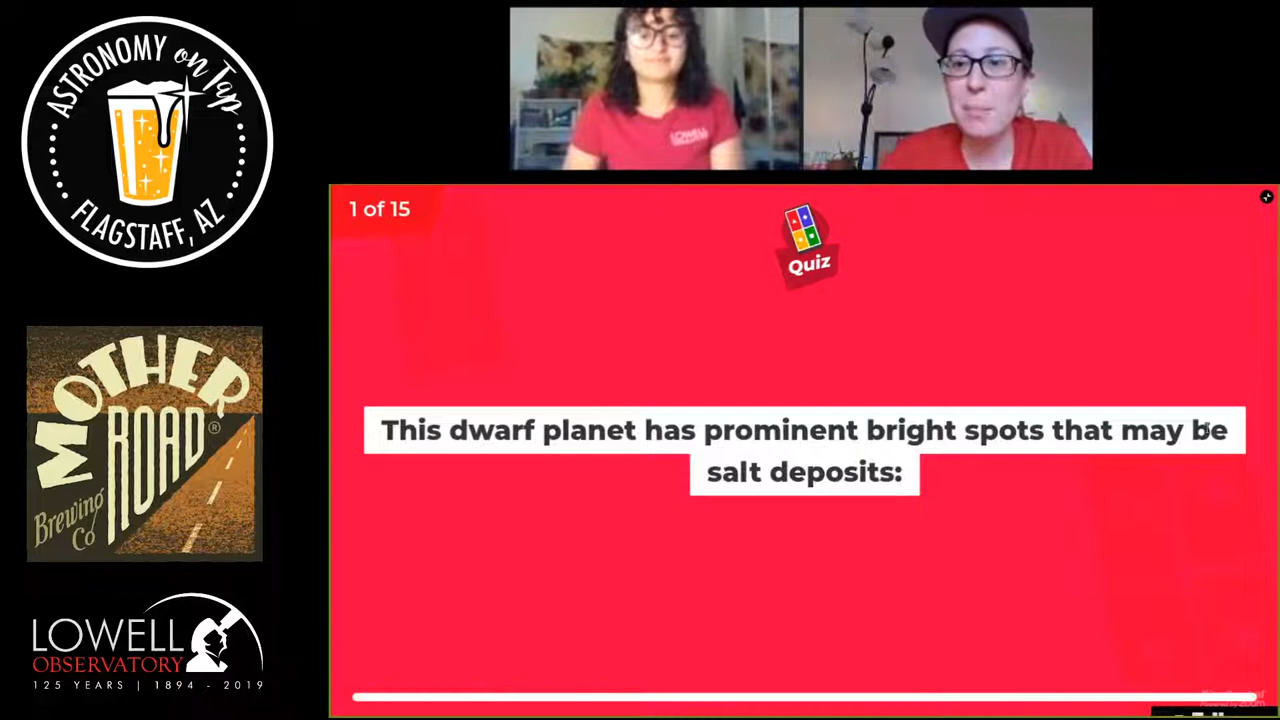 ASTRONOMY on Tap
FLAGSTAFF, AZ
LOWELL
1 of 15
Quiz
This dwarf planet has prominent bright spots that may be
salt deposits:
MOTHER
ROAD®
Brewing
Co
LOWELL
OBSERVATORY
125 YEARS | 1894 - 2019